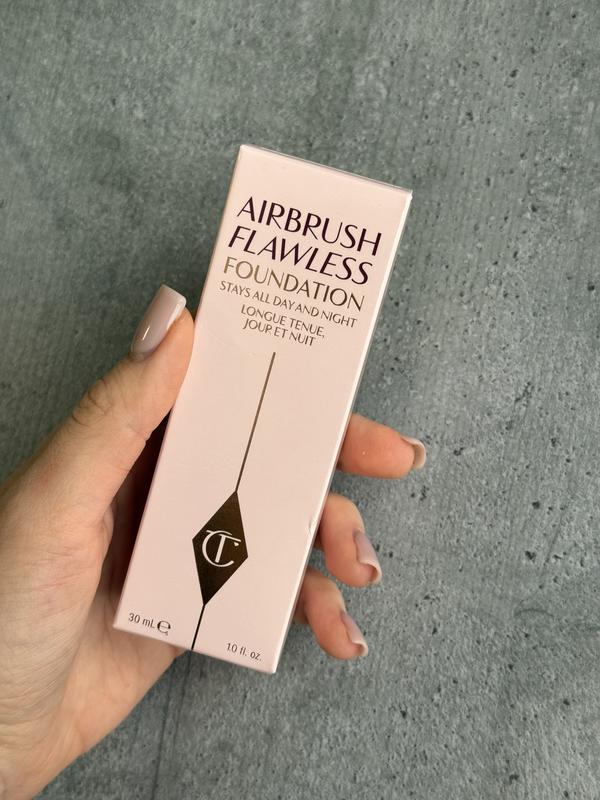 AIRBRUSH
FLAWLESS
FOUNDATION
STAYS ALL DAY AND NIGHT
LONGUE TENUE,
JOUR ET NUIT
CT
30 mL ℮
1.0 fl. oz.